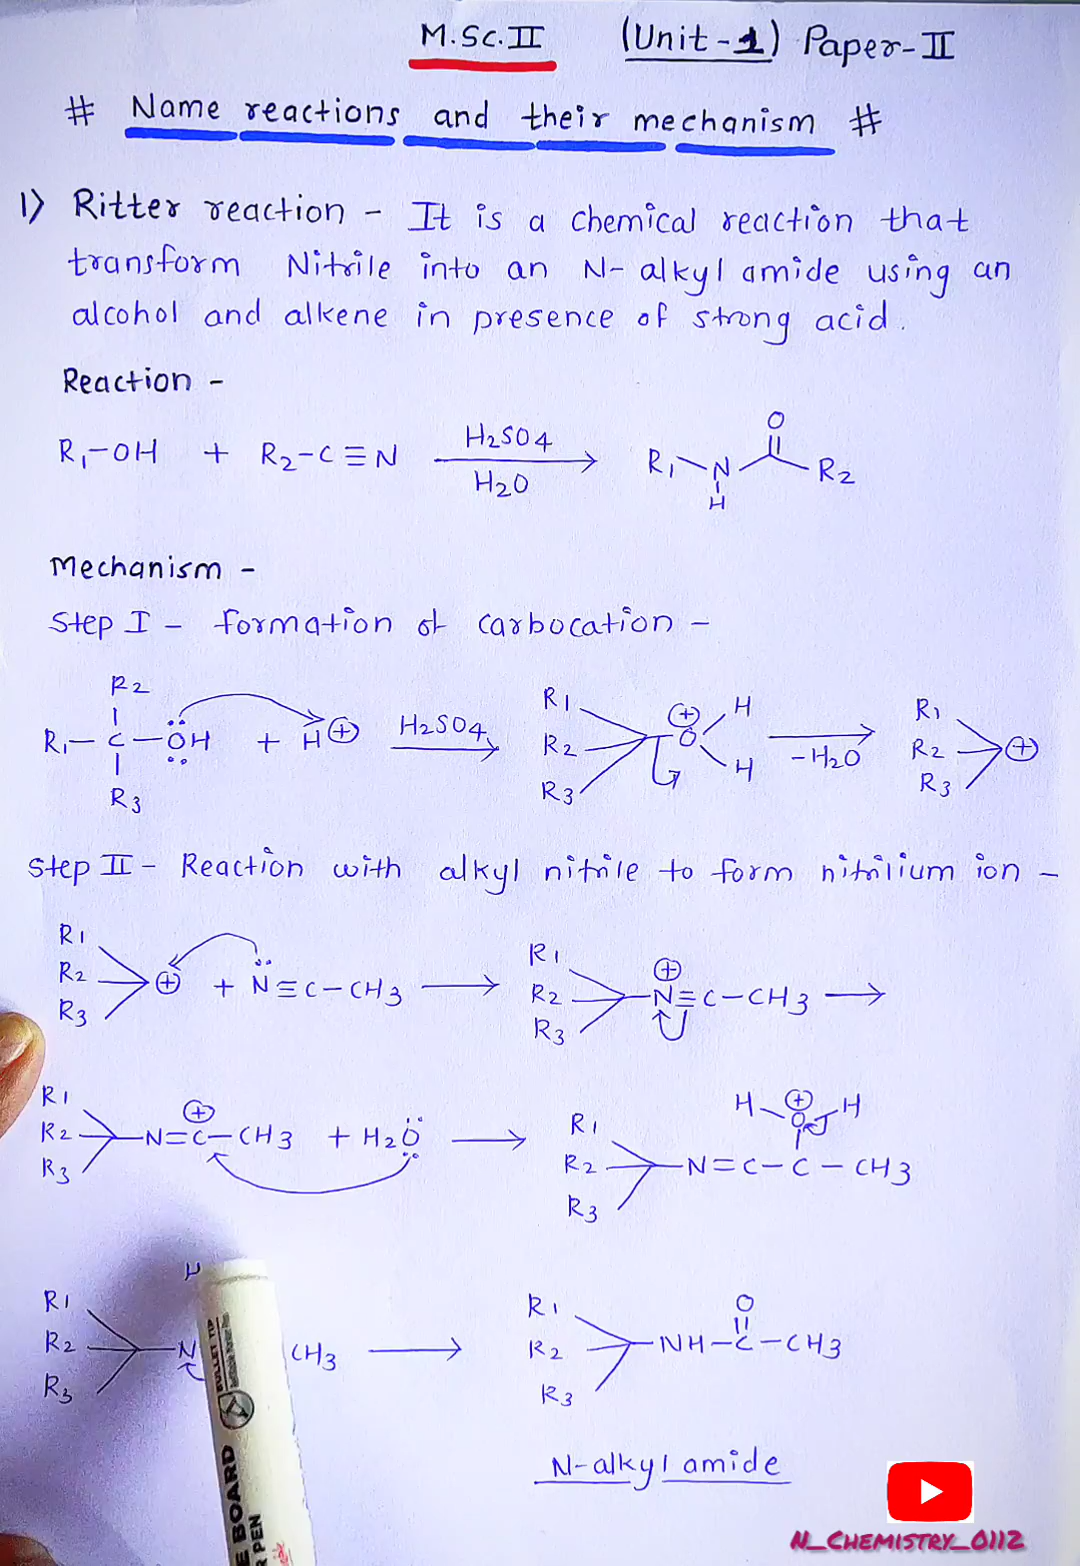 M.SC.II (Unit-1) Paper-II
# Name reactions and their mechanism #
1) Ritter reaction - It is a chemical reaction that
transform Nitrile into an N-alkyl amide using an
alcohol and alkene in presence of strong acid.
Reaction -
R1-OH + R2-C≡N H2SO4 H2O → R1-N-H O R2
Mechanism -
Step I - formation of carbocation -
R2
R1-C-ÖH + H⊕ H2SO4 → R1 R2 R3 ⊕O H H -H2O → R1 R2 R3 ⊕
R3
Step II - Reaction with alkyl nitrile to form nitrilium ion -
R1 R2 R3 ⊕ + N≡C-CH3 → R1 R2 R3 -N⊕≡C-CH3 →
R1 R2 R3 -N=C⊕-CH3 + H2O → R1 R2 R3 -N=C-C-CH3 H-O⊕-H
R1 R2 R3 -N CH3 → R1 R2 R3 -NH-C-CH3 O
N-alkyl amide
BULLET TIP
E BOARD
R PEN
N_CHEMISTRY_0112